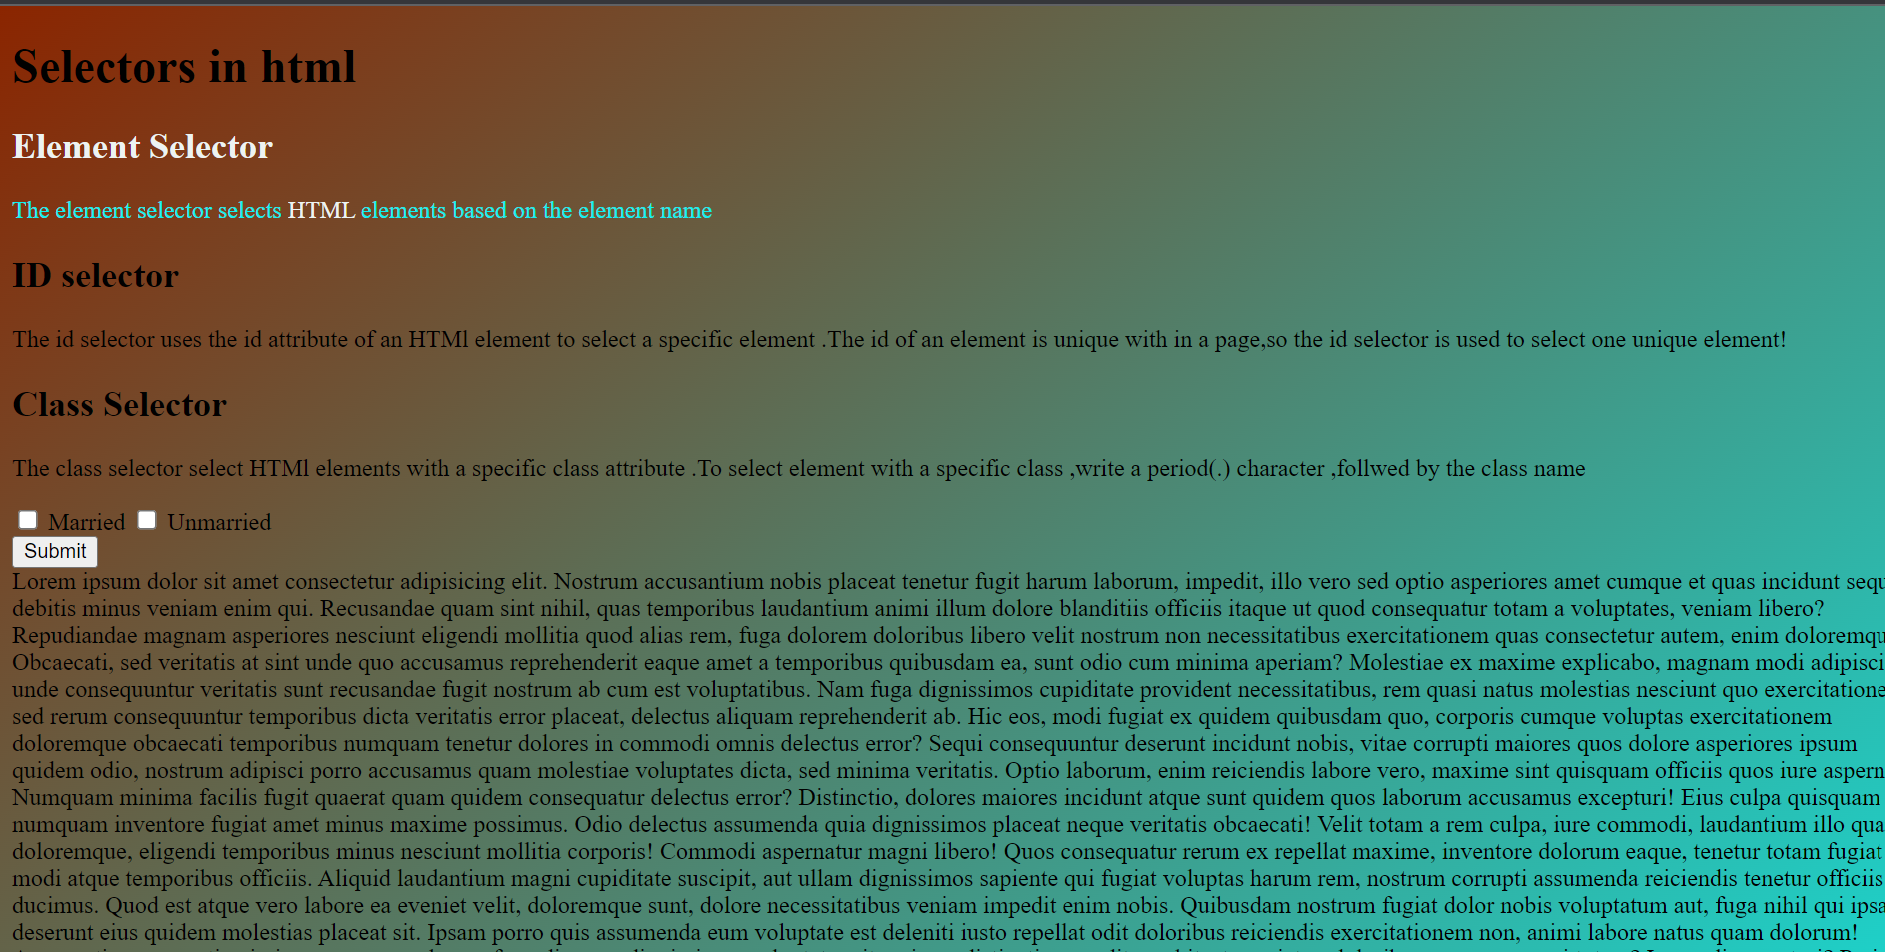 Selectors in html
Element Selector
The element selector selects HTML elements based on the element name
ID selector
The id selector uses the id attribute of an HTMl element to select a specific element .The id of an element is unique with in a page,so the id selector is used to select one unique element!
Class Selector
The class selector select HTMl elements with a specific class attribute .To select element with a specific class ,write a period(.) character ,follwed by the class name
Married Unmarried
Submit
Lorem ipsum dolor sit amet consectetur adipisicing elit. Nostrum accusantium nobis placeat tenetur fugit harum laborum, impedit, illo vero sed optio asperiores amet cumque et quas incidunt
debitis minus veniam enim qui. Recusandae quam sint nihil, quas temporibus laudantium animi illum dolore blanditiis officiis itaque ut quod consequatur totam a voluptates, veniam libero?
Repudiandae magnam asperiores nesciunt eligendi mollitia quod alias rem, fuga dolorem doloribus libero velit nostrum non necessitatibus exercitationem quas consectetur autem, enim
Obcaecati, sed veritatis at sint unde quo accusamus reprehenderit eaque amet a temporibus quibusdam ea, sunt odio cum minima aperiam? Molestiae ex maxime explicabo, magnam modi adipisci
unde consequuntur veritatis sunt recusandae fugit nostrum ab cum est voluptatibus. Nam fuga dignissimos cupiditate provident necessitatibus, rem quasi natus molestias nesciunt quo
sed rerum consequuntur temporibus dicta veritatis error placeat, delectus aliquam reprehenderit ab. Hic eos, modi fugiat ex quidem quibusdam quo, corporis cumque voluptas exercitationem
doloremque obcaecati temporibus numquam tenetur dolores in commodi omnis delectus error? Sequi consequuntur deserunt incidunt nobis, vitae corrupti maiores quos dolore asperiores ipsum
quidem odio, nostrum adipisci porro accusamus quam molestiae voluptates dicta, sed minima veritatis. Optio laborum, enim reiciendis labore vero, maxime sint quisquam officiis quos iure
Numquam minima facilis fugit quaerat quam quidem consequatur delectus error? Distinctio, dolores maiores incidunt atque sunt quidem quos laborum accusamus excepturi! Eius culpa quisquam
numquam inventore fugiat amet minus maxime possimus. Odio delectus assumenda quia dignissimos placeat neque veritatis obcaecati! Velit totam a rem culpa, iure commodi, laudantium illo
doloremque, eligendi temporibus minus nesciunt mollitia corporis! Commodi aspernatur magni libero! Quos consequatur rerum ex repellat maxime, inventore dolorum eaque, tenetur totam fugiat
modi atque temporibus officiis. Aliquid laudantium magni cupiditate suscipit, aut ullam dignissimos sapiente qui fugiat voluptas harum rem, nostrum corrupti assumenda reiciendis tenetur officiis
ducimus. Quod est atque vero labore ea eveniet velit, doloremque sunt, dolore necessitatibus veniam impedit enim nobis. Quibusdam nostrum fugiat dolor nobis voluptatum aut, fuga nihil qui
deserunt eius quidem molestias placeat sit. Ipsam porro quis assumenda eum voluptate est deleniti iusto repellat odit doloribus reiciendis exercitationem non, animi labore natus quam dolorum!